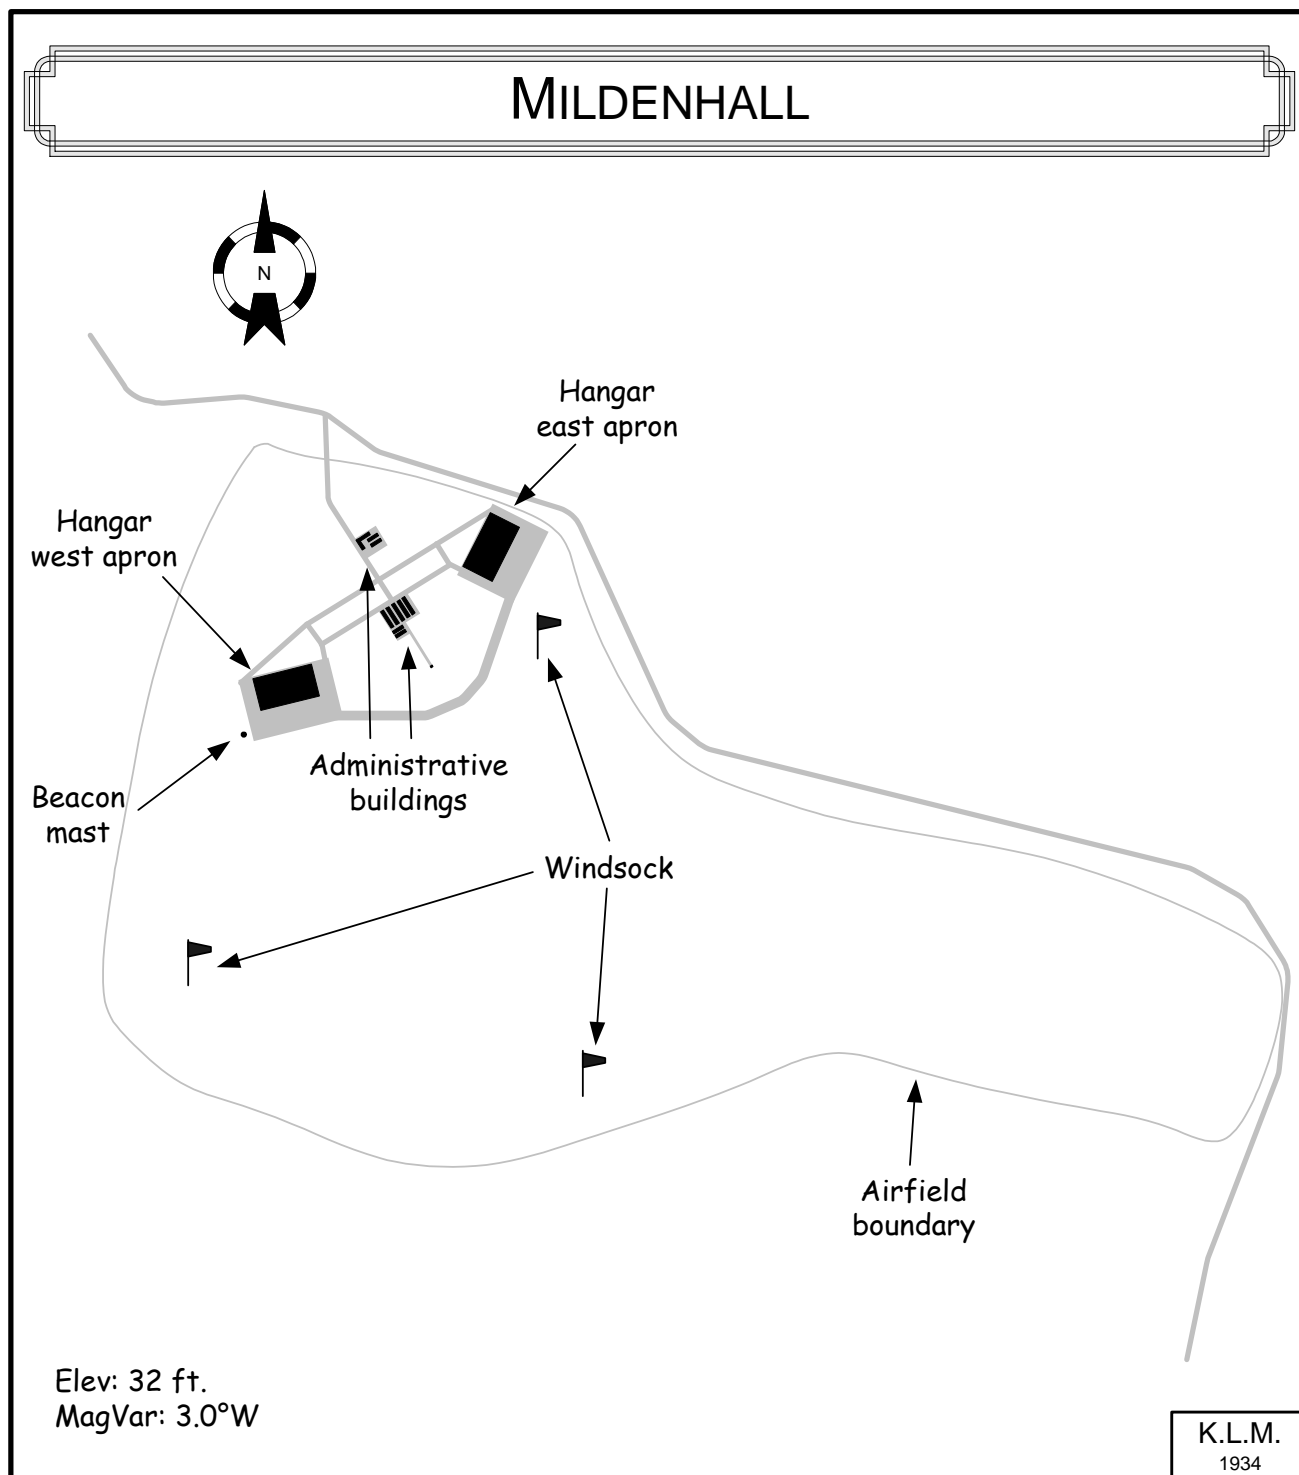 MILDENHALL
N
Hangar
east apron
Hangar
west apron
Administrative
buildings
Beacon
mast
Windsock
Airfield
boundary
Elev: 32 ft.
MagVar: 3.0°W
K.L.M.
1934